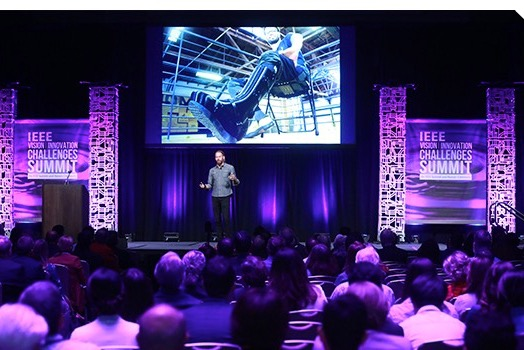 IEEE
VISION INNOVATION
CHALLENGES
SUMMIT
IEEE
VISION INNOVATION
CHALLENGES
SUMMIT